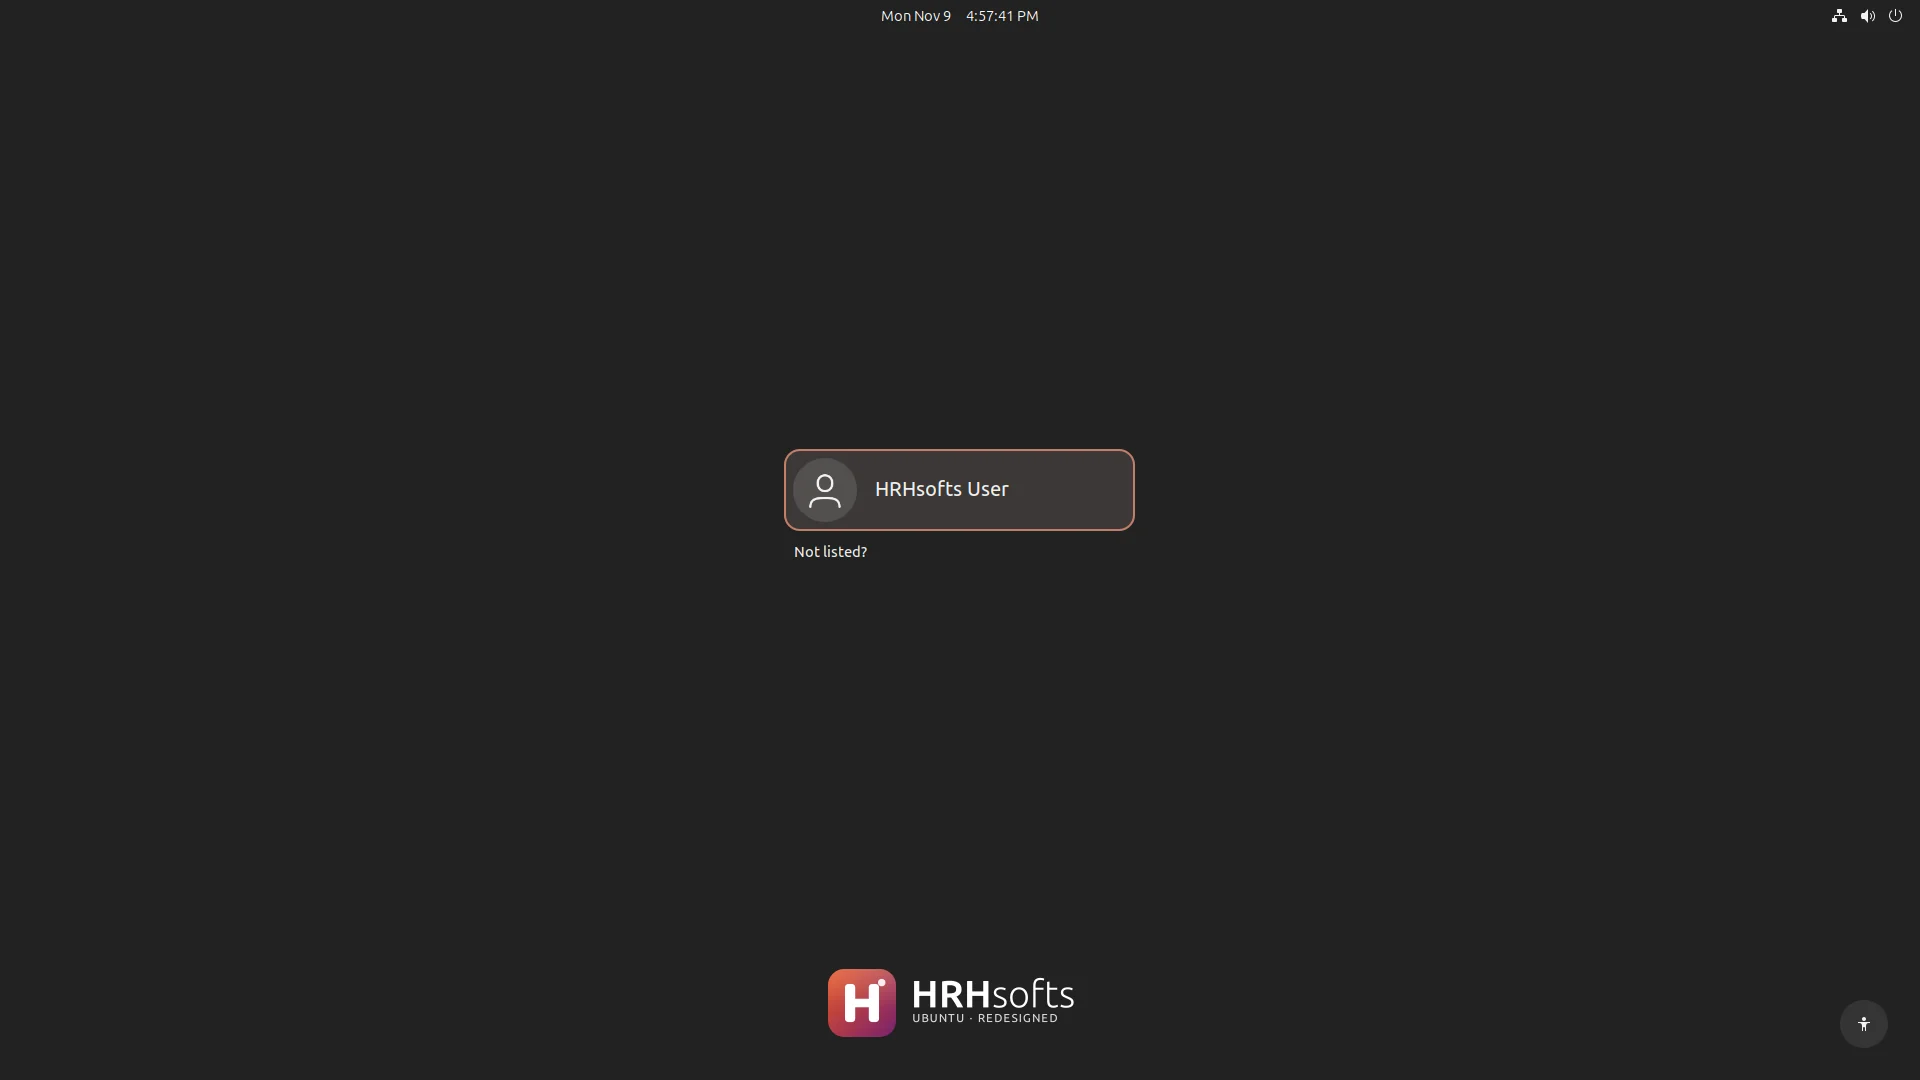 Mon Nov 9 4:57:41 PM
HRHsofts User
Not listed?
HRHsofts
UBUNTU · REDESIGNED